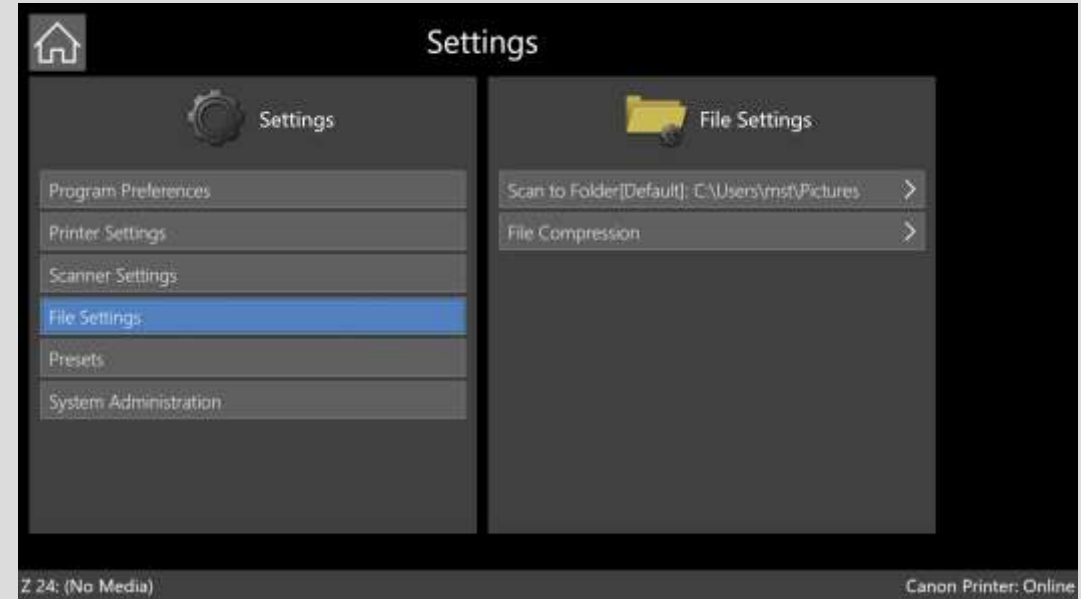 Settings
Settings
Program Preferences
Printer Settings
Scanner Settings
File Settings
Presets
System Administration
File Settings
Scan to Folder[Default]: C:\Users\mst\Pictures
File Compression
Z 24: (No Media)
Canon Printer: Online